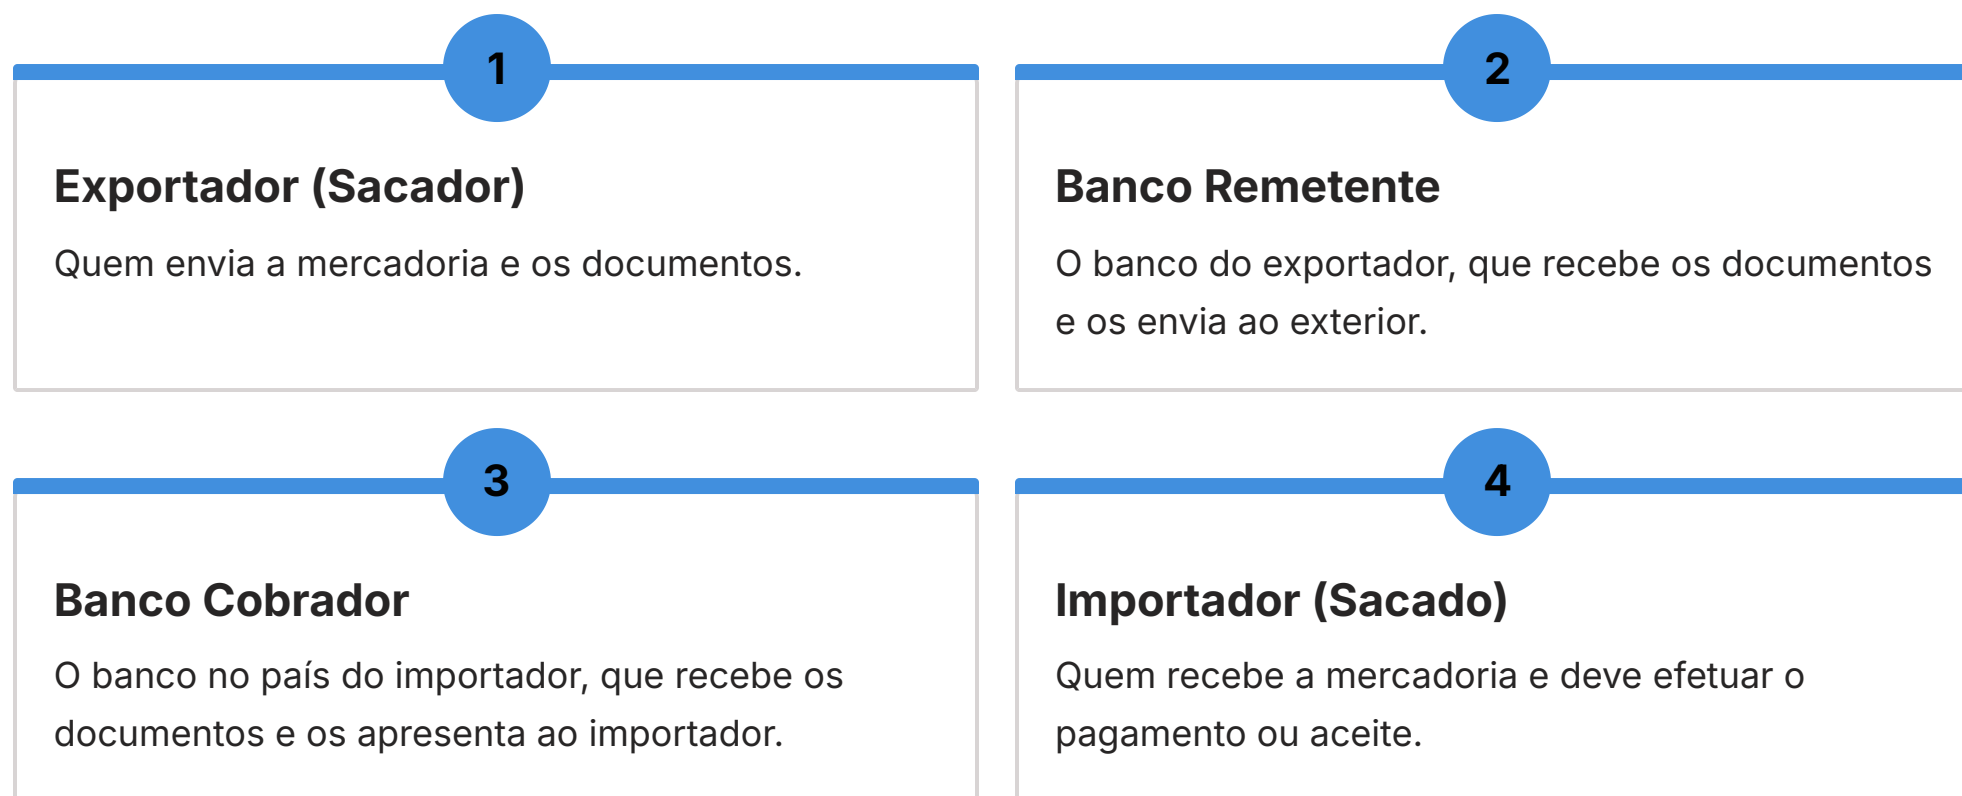 1
Exportador (Sacador)
Quem envia a mercadoria e os documentos.
2
Banco Remetente
O banco do exportador, que recebe os documentos
e os envia ao exterior.
3
Banco Cobrador
O banco no país do importador, que recebe os
documentos e os apresenta ao importador.
4
Importador (Sacado)
Quem recebe a mercadoria e deve efetuar o
pagamento ou aceite.